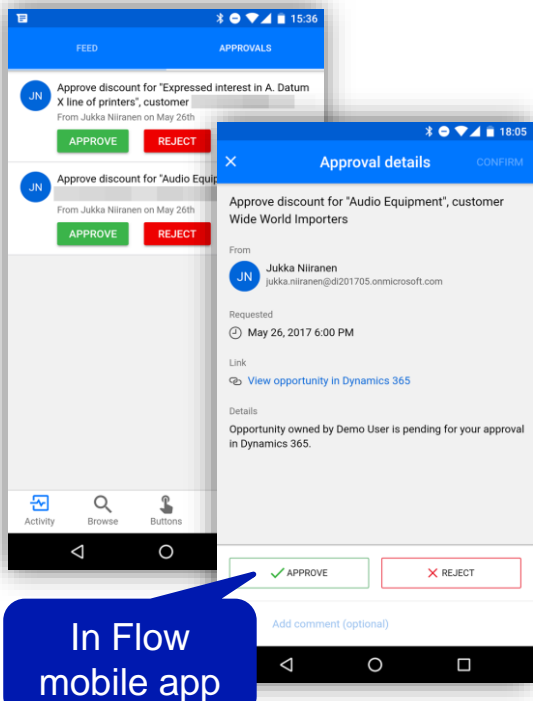 15:36
FEED
APPROVALS
JN
Approve discount for "Expressed interest in A. Datum
X line of printers", customer
From Jukka Niiranen on May 26th
APPROVE
REJECT
JN
Approve discount for "Audio Equip
From Jukka Niiranen on May 26th
APPROVE
REJECT
Activity
Browse
Buttons
18:05
Approval details
CONFIRM
Approve discount for "Audio Equipment", customer
Wide World Importers
From
JN
Jukka Niiranen
jukka.niiranen@di201705.onmicrosoft.com
Requested
May 26, 2017 6:00 PM
Link
View opportunity in Dynamics 365
Details
Opportunity owned by Demo User is pending for your approval
in Dynamics 365.
APPROVE
REJECT
Add comment (optional)
In Flow
mobile app